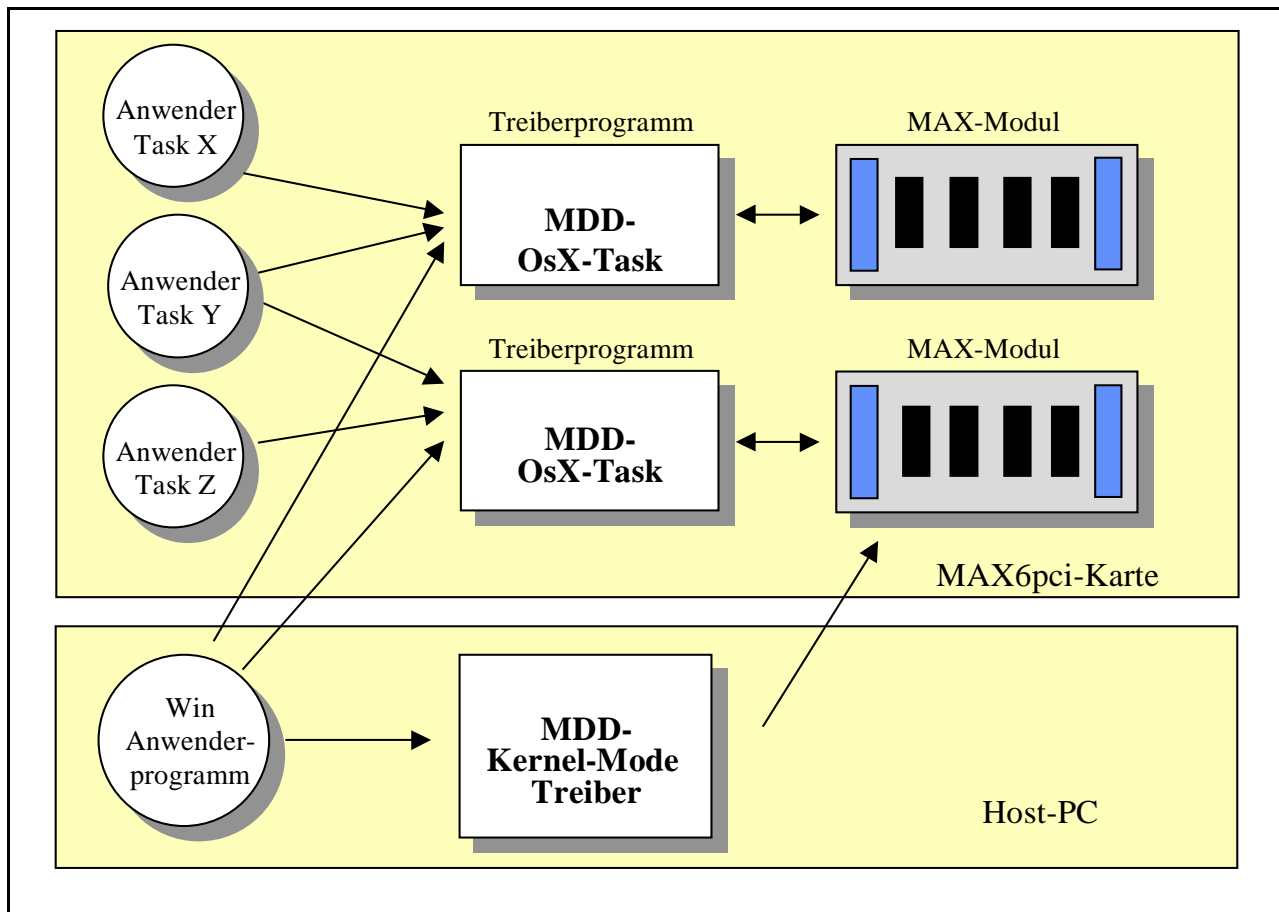 Anwender
Task X
Treiberprogramm
MAX-Modul
MDD-
OsX-Task
Anwender
Task Y
Treiberprogramm
MAX-Modul
MDD-
OsX-Task
Anwender
Task Z
MAX6pci-Karte
Win
Anwender-
programm
MDD-
Kernel-Mode
Treiber
Host-PC